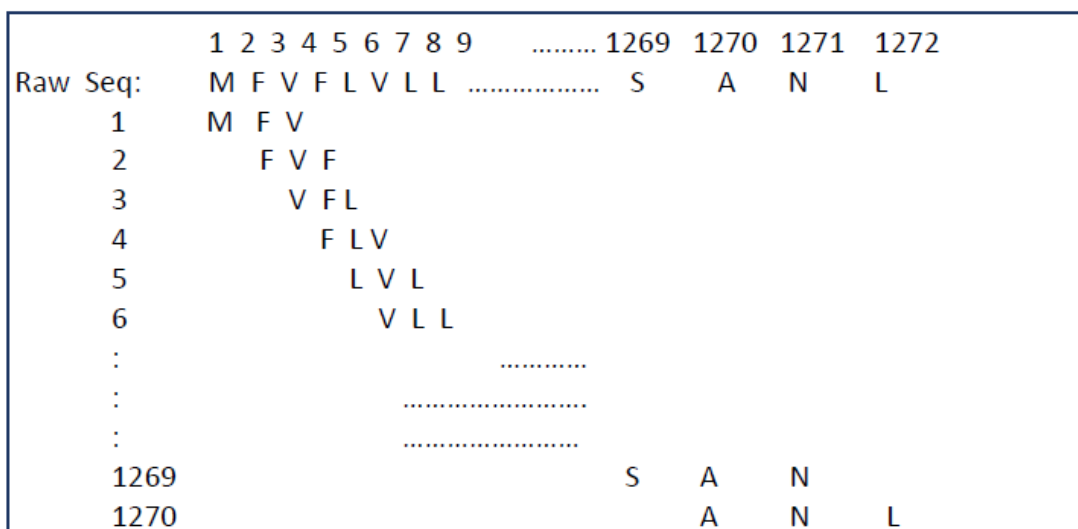 1 2 3 4 5 6 7 8 9 ......... 1269 1270 1271 1272
Raw Seq: M F V F L V L L .................. S A N L
1 M F V
2 F V F
3 V F L
4 F L V
5 L V L
6 V L L
: ............
: .........................
: ........................
1269 S A N
1270 A N L